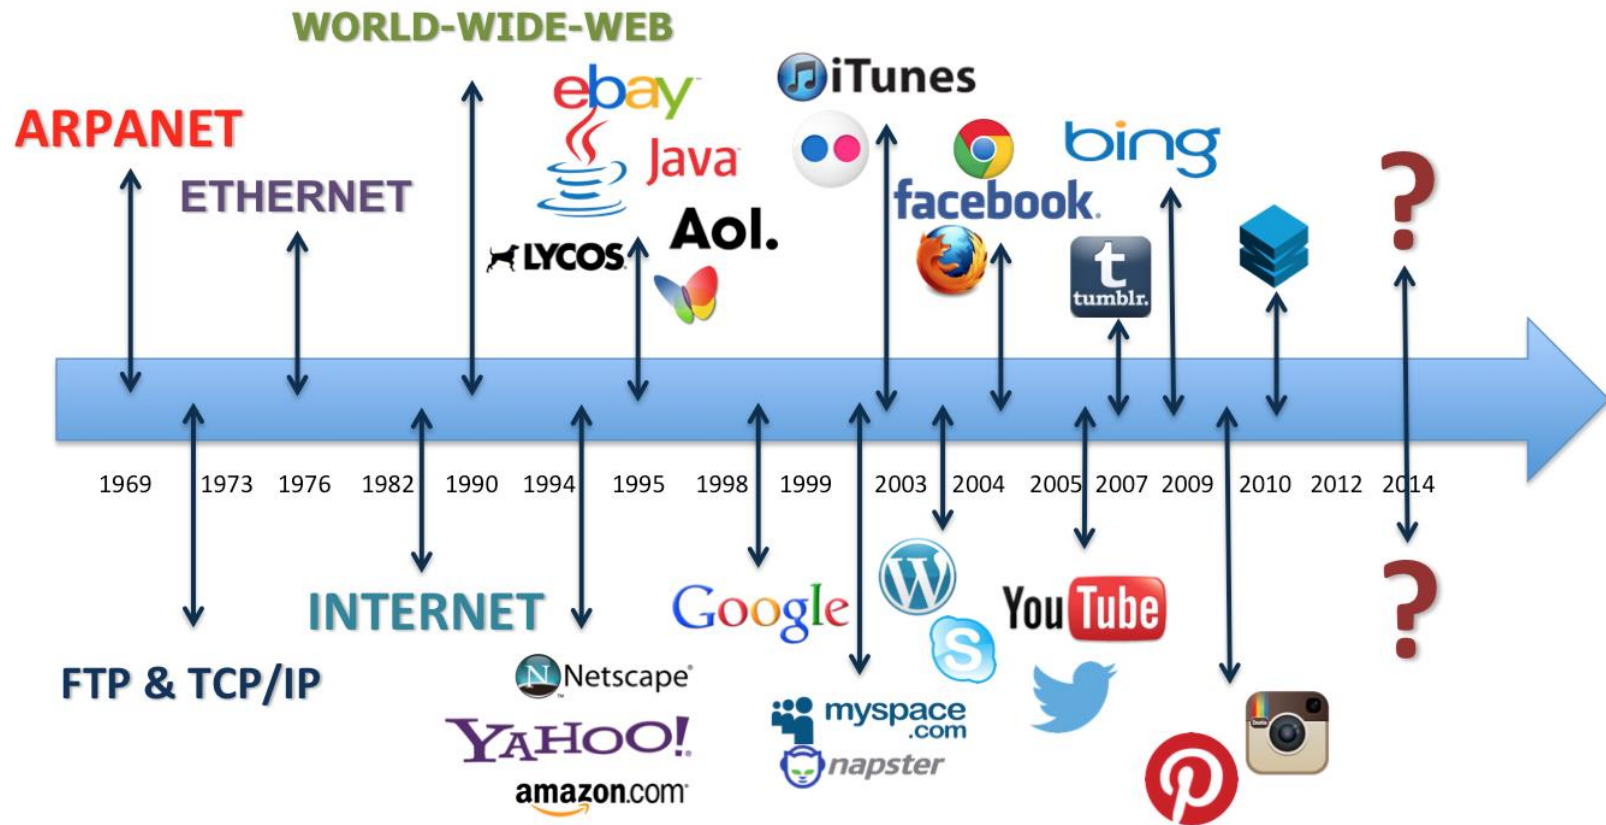 WORLD-WIDE-WEB
ebay
iTunes
ARPANET
Java
bing
ETHERNET
facebook.
Aol.
LYCOS
t
tumblr.
?
1969 1973 1976 1982 1990 1994 1995 1998 1999 2003 2004 2005 2007 2009 2010 2012 2014
INTERNET
Google
W
S
YouTube
?
FTP & TCP/IP
N Netscape®
YAHOO!
myspace
.com
napster
amazon.com
P